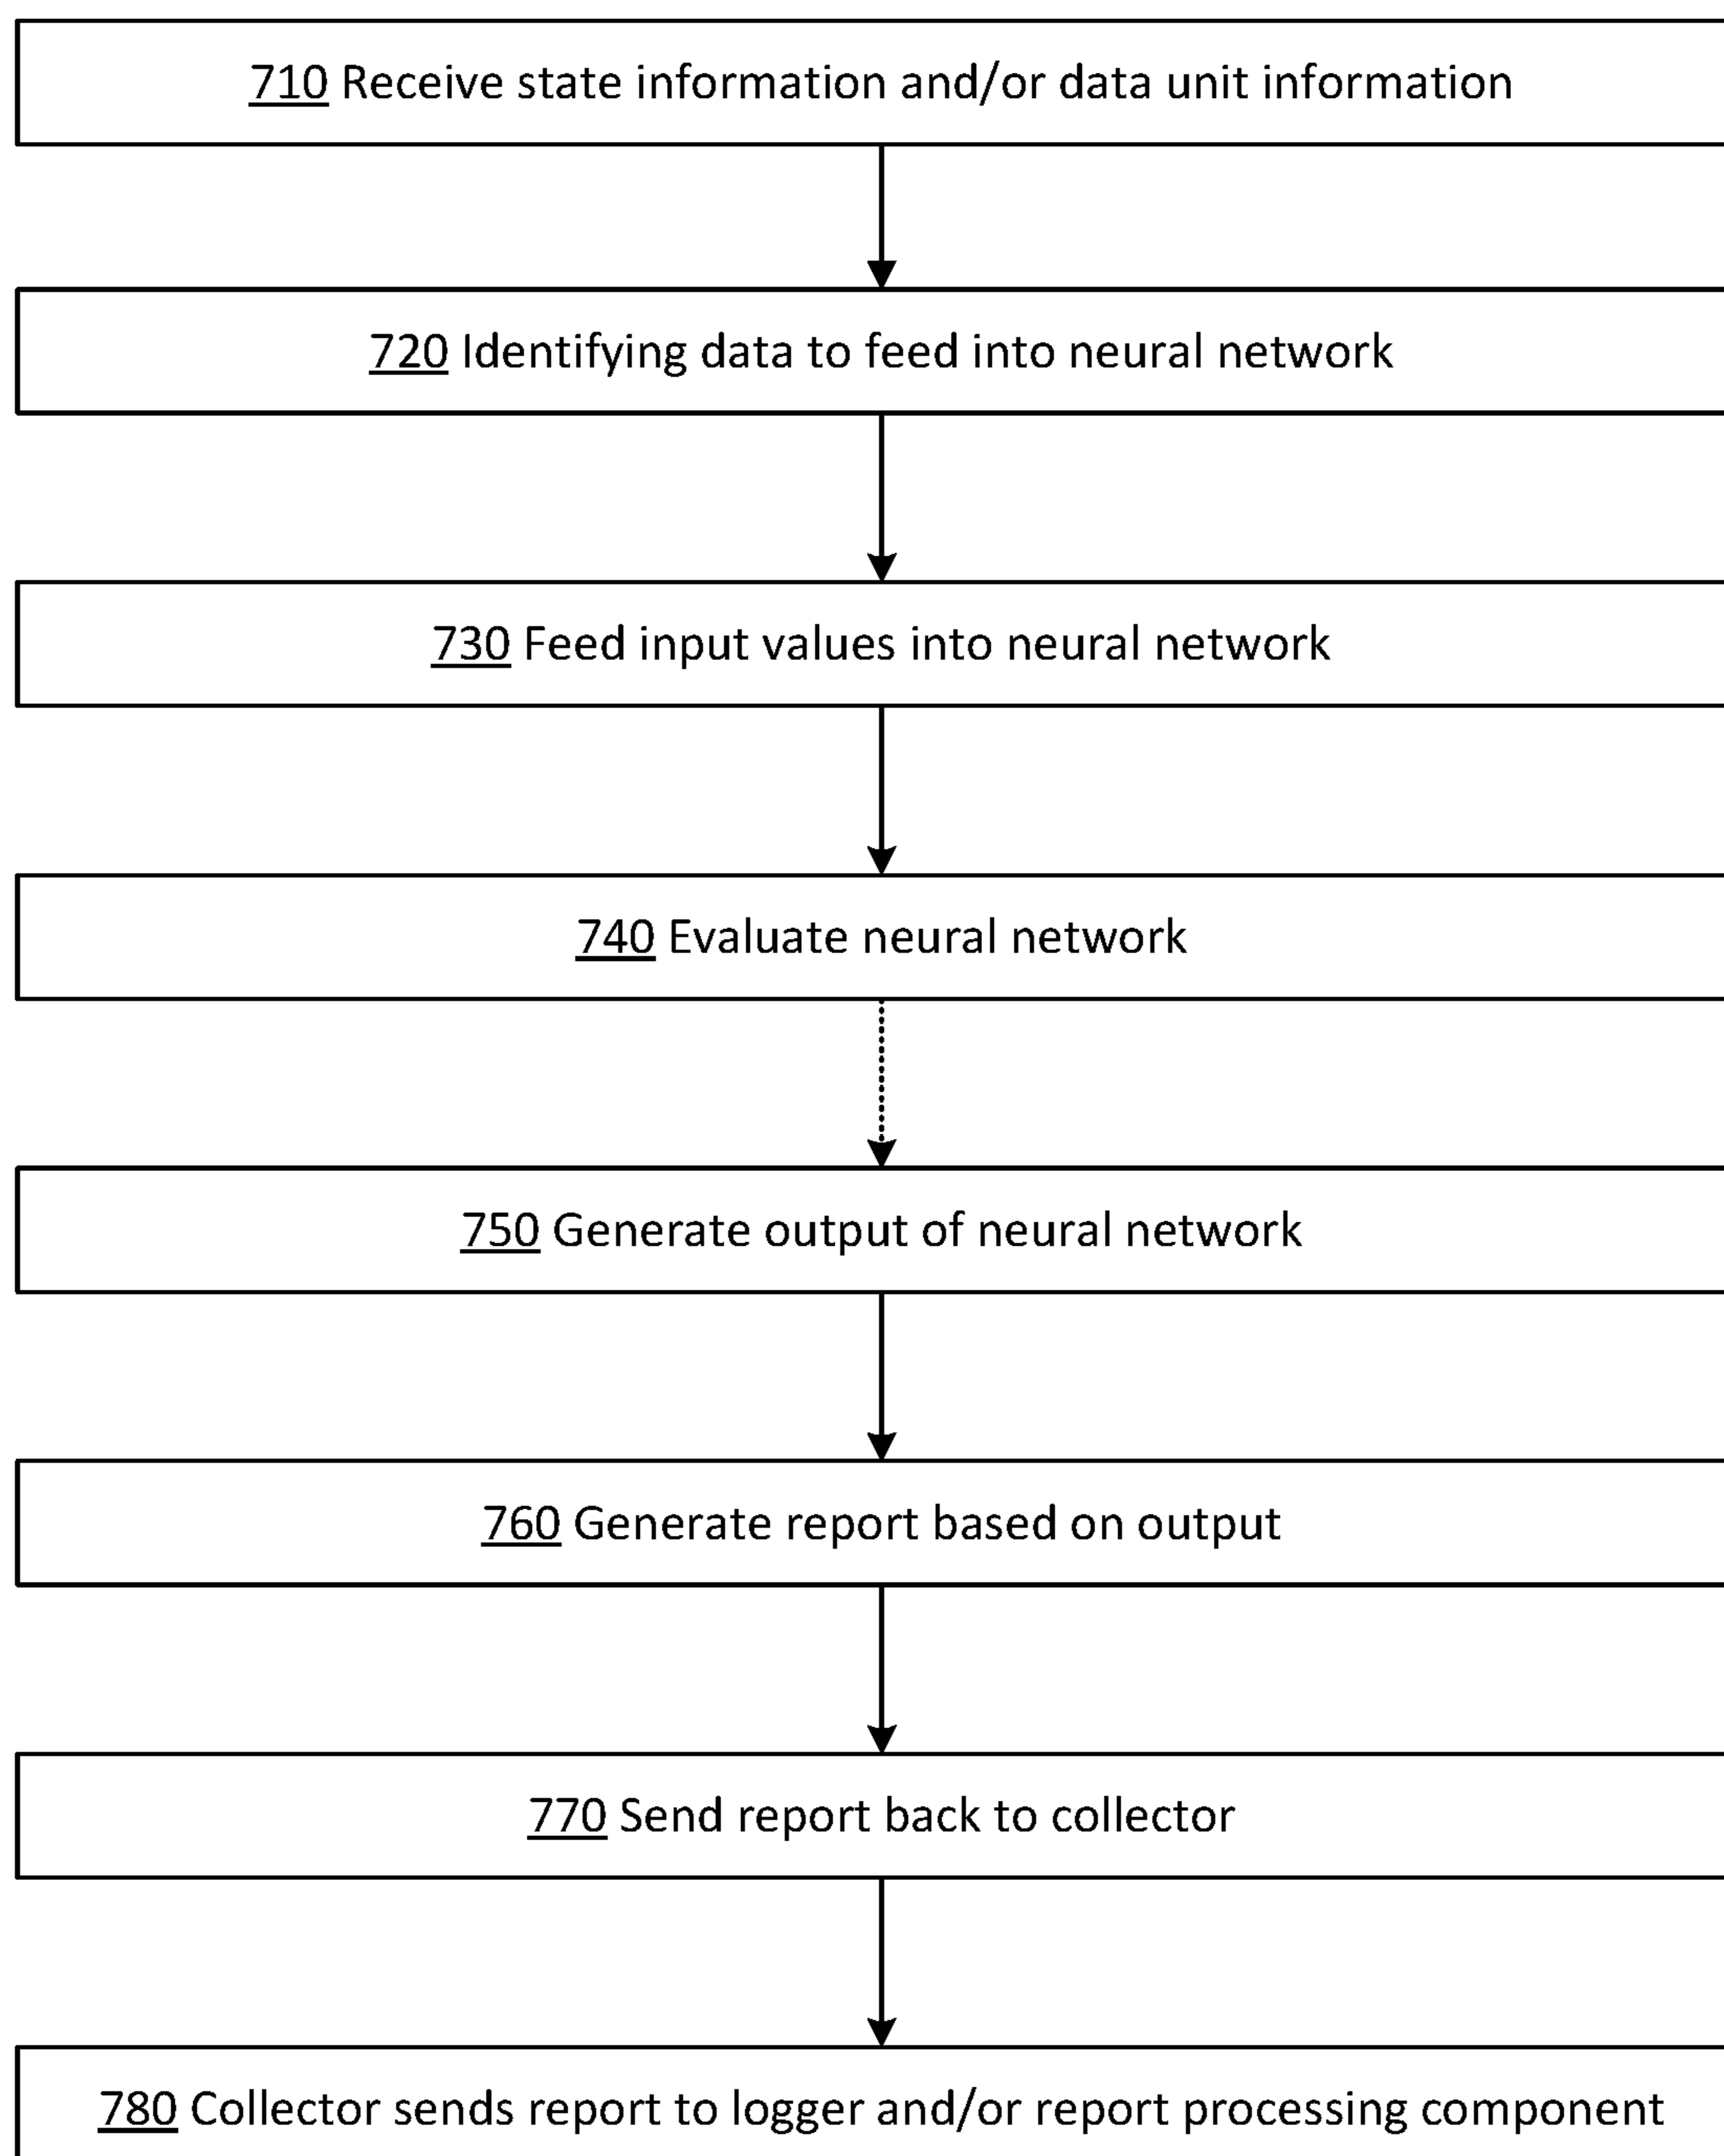 710 Receive state information and/or data unit information
720 Identifying data to feed into neural network
730 Feed input values into neural network
740 Evaluate neural network
750 Generate output of neural network
760 Generate report based on output
770 Send report back to collector
780 Collector sends report to logger and/or report processing component